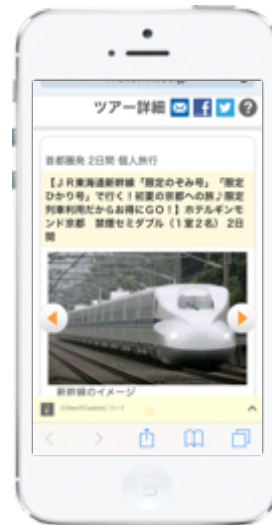 ツアー詳細
首都圏発 2日間 個人旅行
【JR東海道新幹線「限定のぞみ号」「限定
ひかり号」で行く!初夏の京都への旅♪限定
列車利用だからお得にGO!】ホテルギンモ
ンド京都 禁煙セミダブル(1室2名) 2日
間
新幹線のイメージ